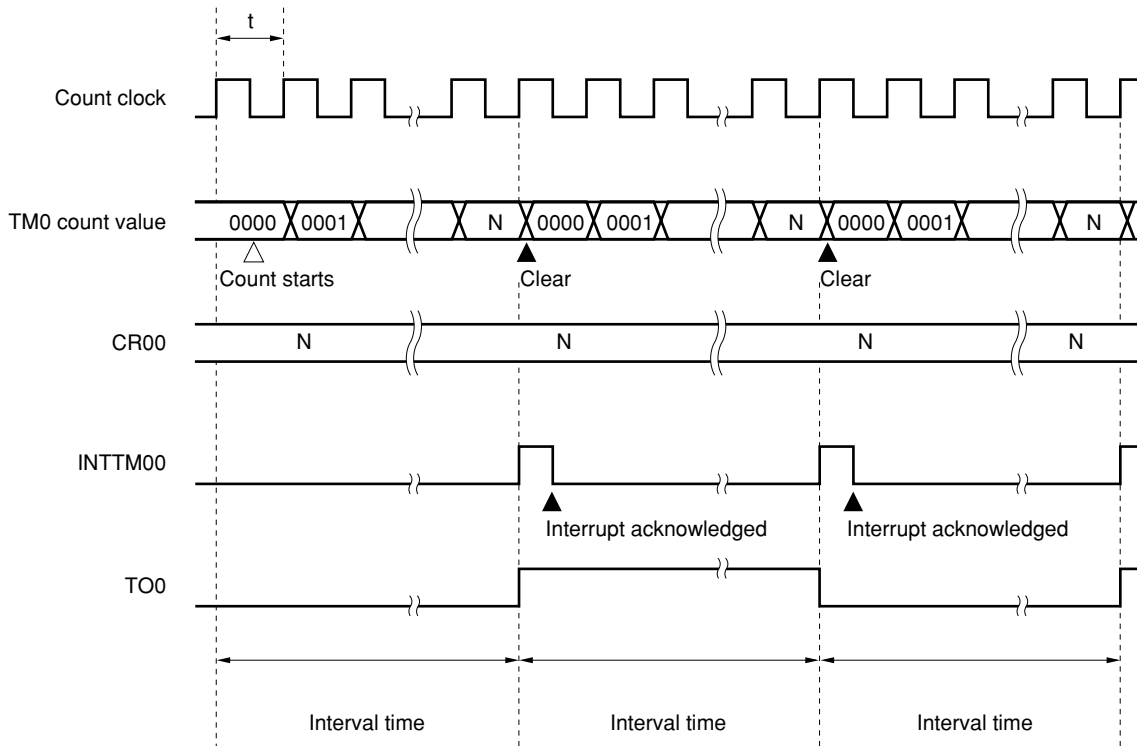 t
Count clock
TM0 count value 0000 0001 N 0000 0001 N 0000 0001 N
Count starts Clear Clear
CR00 N N N N
INTTM00
Interrupt acknowledged Interrupt acknowledged
TO0
Interval time Interval time Interval time